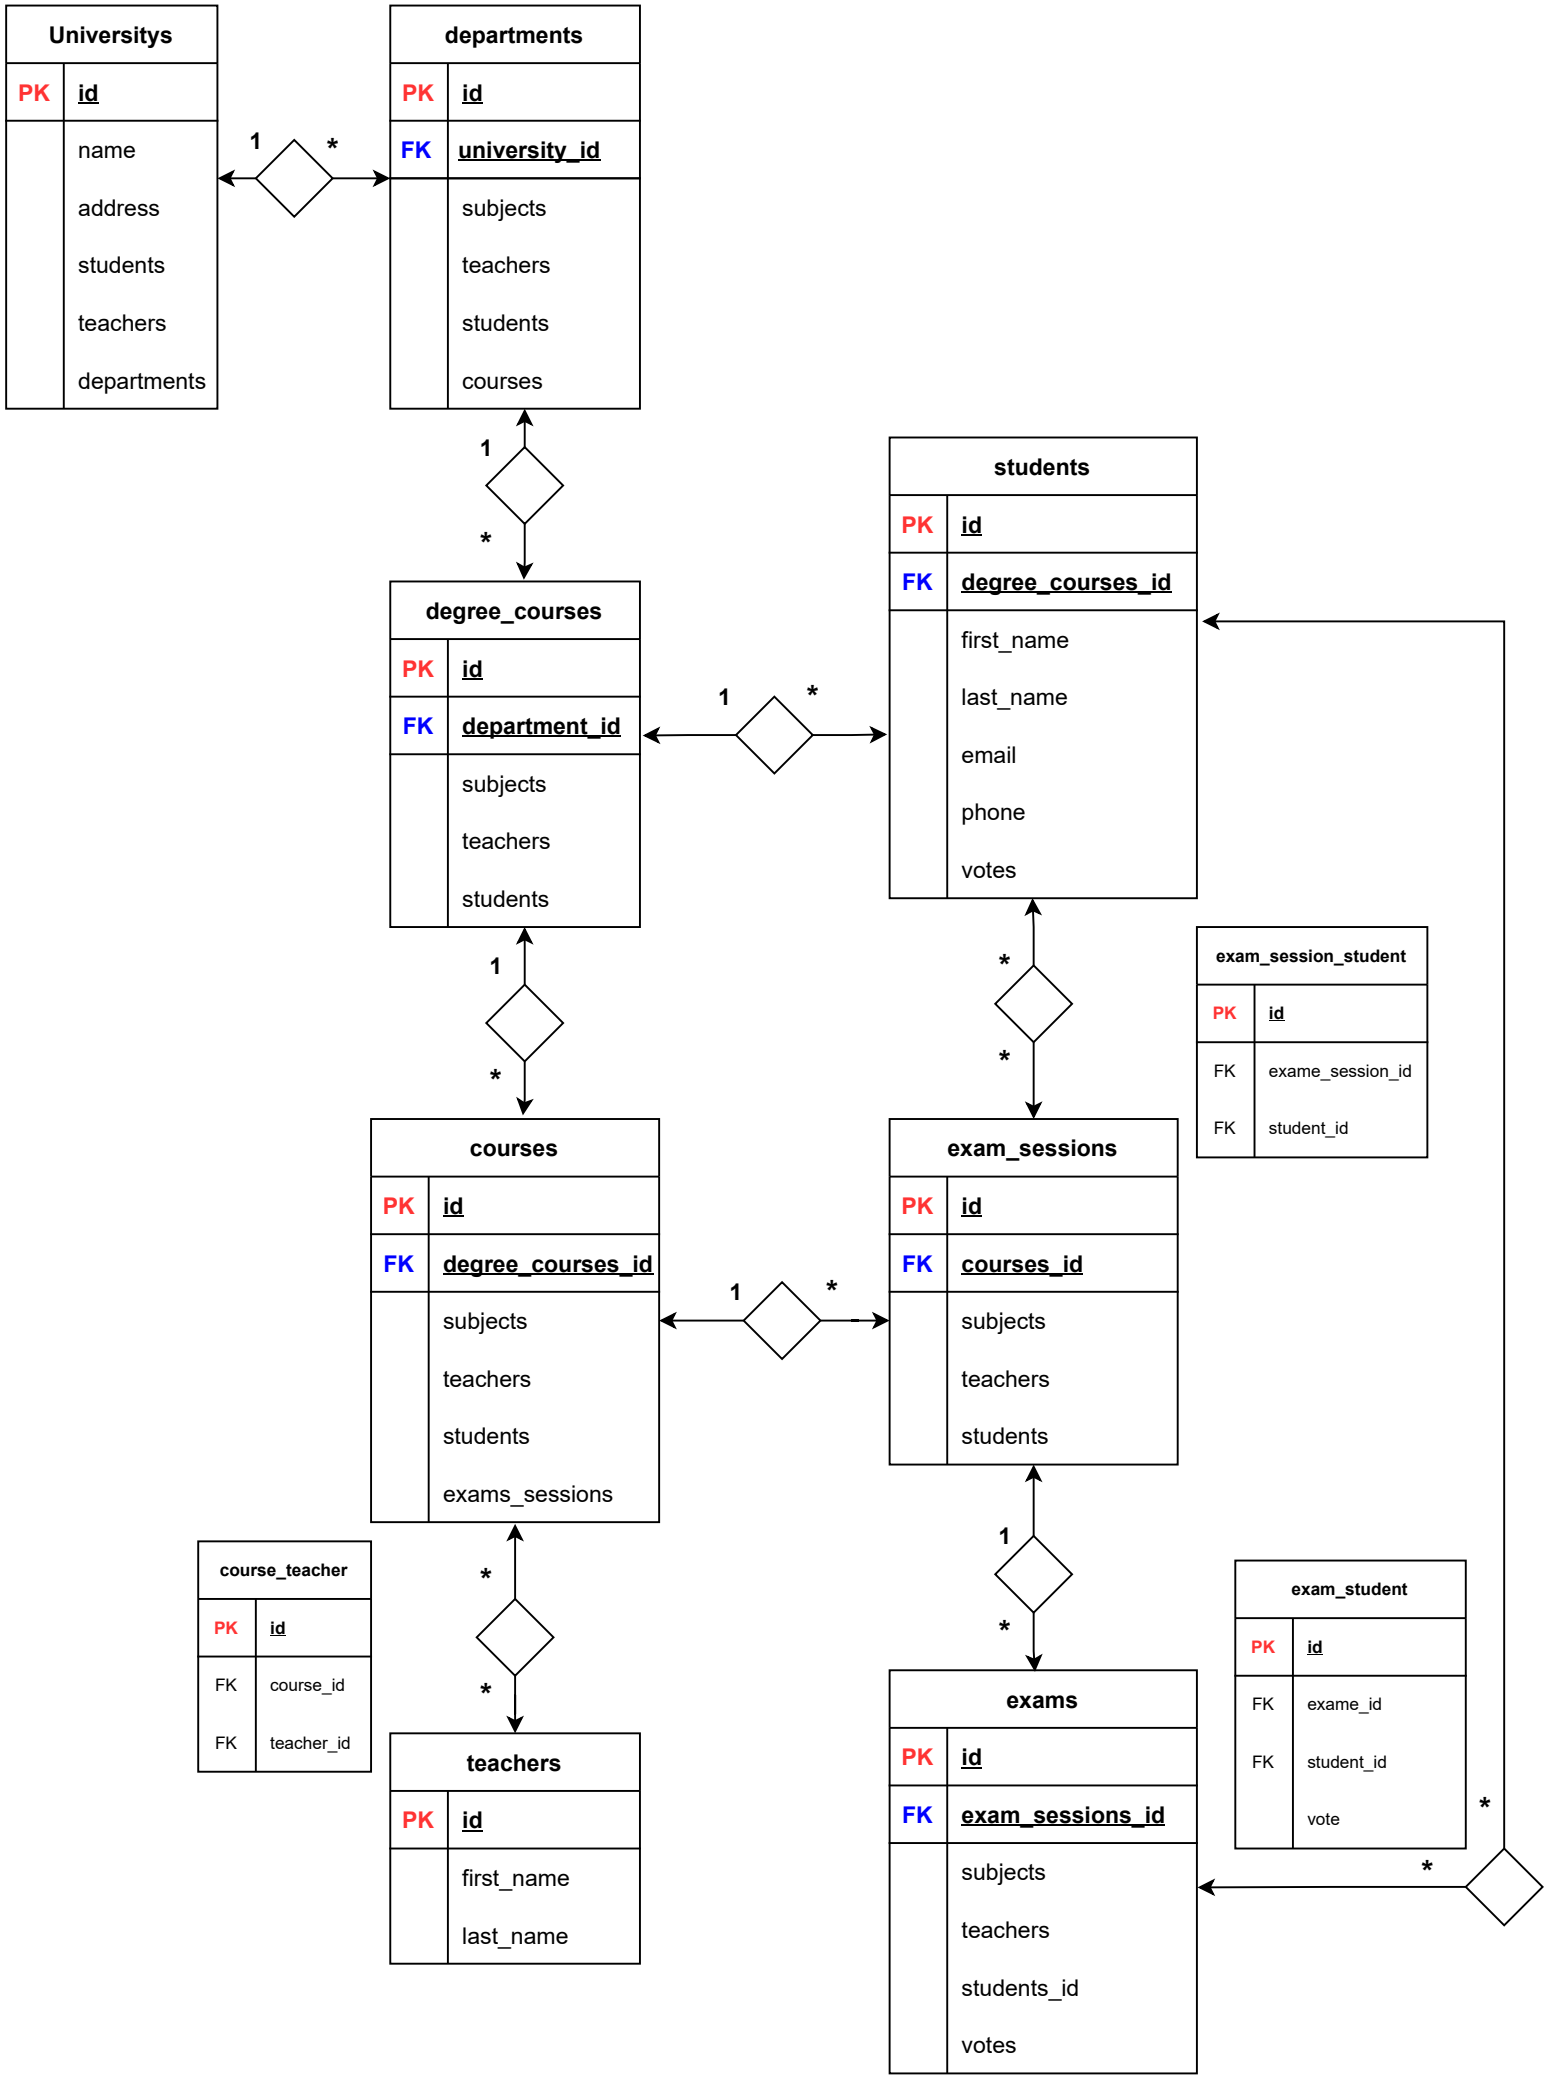 Universitys
PK id
name
address
students
teachers
departments
1 *
departments
PK id
FK university_id
subjects
teachers
students
courses
1
*
degree_courses
PK id
FK department_id
subjects
teachers
students
1 *
students
PK id
FK degree_courses_id
first_name
last_name
email
phone
votes
1
*
*
*
exam_session_student
PK id
FK exame_session_id
FK student_id
courses
PK id
FK degree_courses_id
subjects
teachers
students
exams_sessions
1 *
-
exam_sessions
PK id
FK courses_id
subjects
teachers
students
*
*
course_teacher
PK id
FK course_id
FK teacher_id
teachers
PK id
first_name
last_name
1
*
exams
PK id
FK exam_sessions_id
subjects
teachers
students_id
votes
exam_student
PK id
FK exame_id
FK student_id
vote
*
*